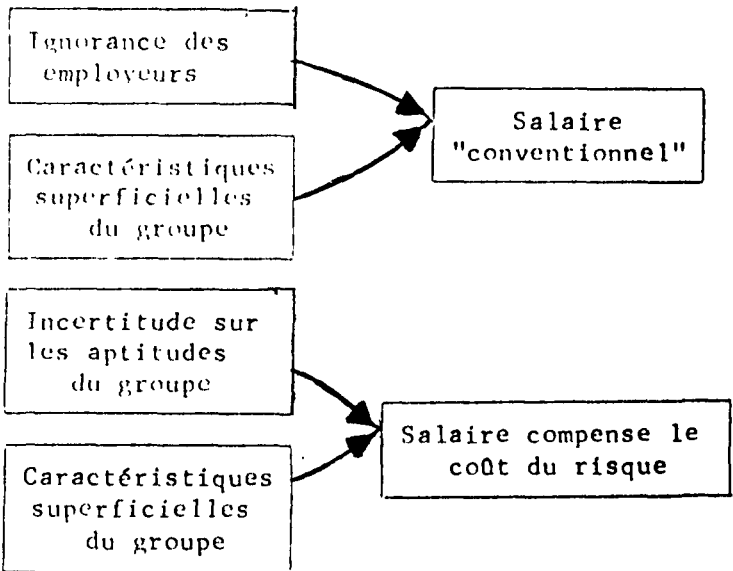 Ignorance des
employeurs
Caractéristiques
superficielles
du groupe
Salaire
"conventionnel"
Incertitude sur
les aptitudes
du groupe
Caractéristiques
superficielles
du groupe
Salaire compense le
coût du risque